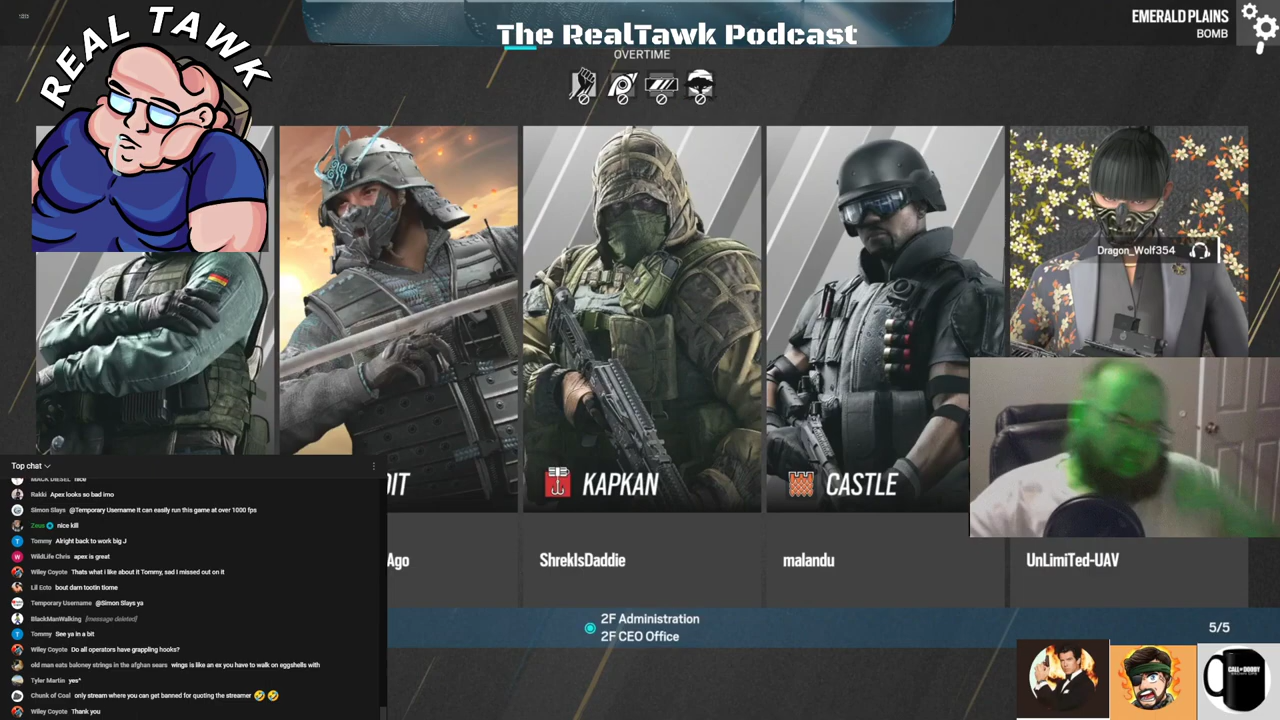 REAL TAWK
The RealTawk Podcast
OVERTIME
EMERALD PLAINS
BOMB
Dragon_Wolf354
KAPKAN
CASTLE
Ago
ShreklsDaddie
malandu
UnLimiTed-UAV
2F Administration
2F CEO Office
5/5
Top chat
MACK DIESEL nice
Rakki Apex looks so bad imo
Simon Slays @Temporary Username It can easily run this game at over 1000 fps
Zeus nice kill
Tommy Alright back to work big J
WildLife Chris apex is great
Wiley Coyote Thats what i like about it Tommy, sad I missed out on it
Lil Ecto bout darn tootin tiome
Temporary Username @Simon Slays ya
BlackManWalking [message deleted]
Tommy See ya in a bit
Wiley Coyote Do all operators have grappling hooks?
old man eats baloney strings in the afghan sears wings is like an ex you have to walk on eggshells with
Tyler Martin yes*
Chunk of Coal only stream where you can get banned for quoting the streamer 🤣 🤣
Wiley Coyote Thank you
CALL OF DOOBY